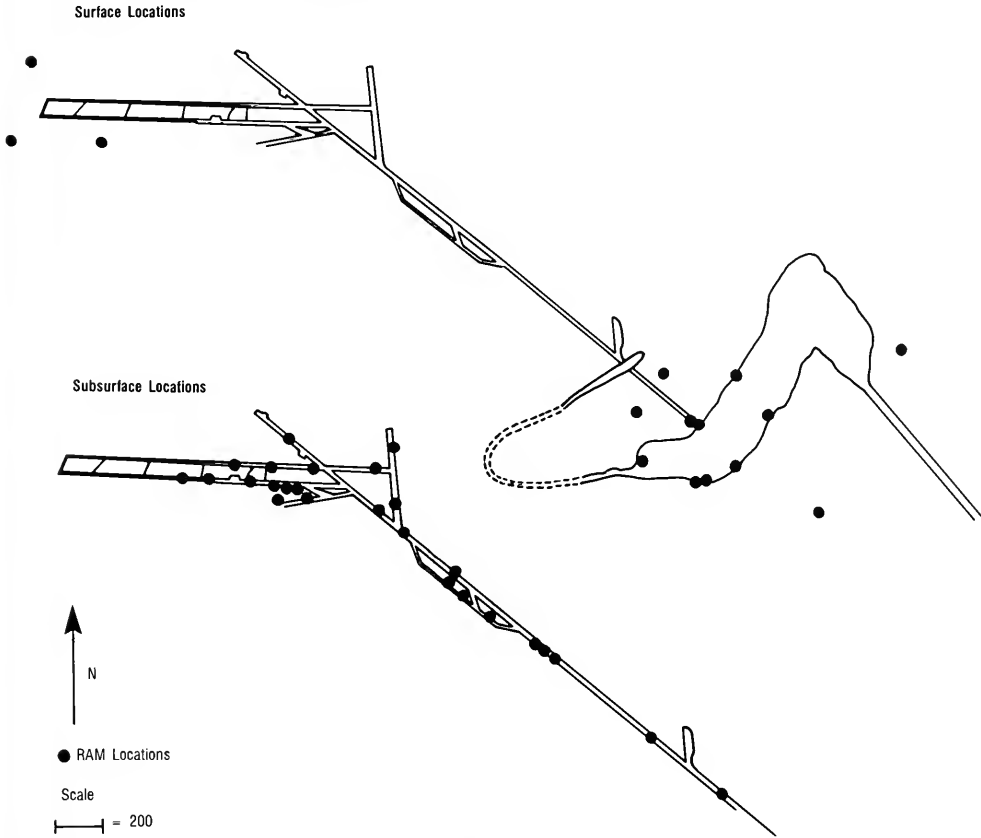 Surface Locations
Subsurface Locations
N
RAM Locations
Scale
= 200